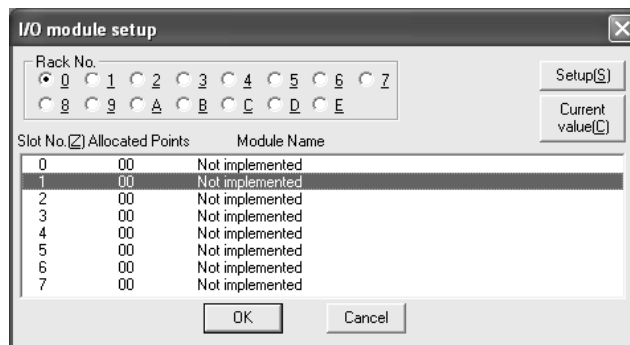 I/O module setup
Rack No.
0 1 2 3 4 5 6 7
8 9 A B C D E
Setup(S)
Current value(C)
Slot No.(Z) Allocated Points Module Name
0 00 Not implemented
1 00 Not implemented
2 00 Not implemented
3 00 Not implemented
4 00 Not implemented
5 00 Not implemented
6 00 Not implemented
7 00 Not implemented
OK Cancel